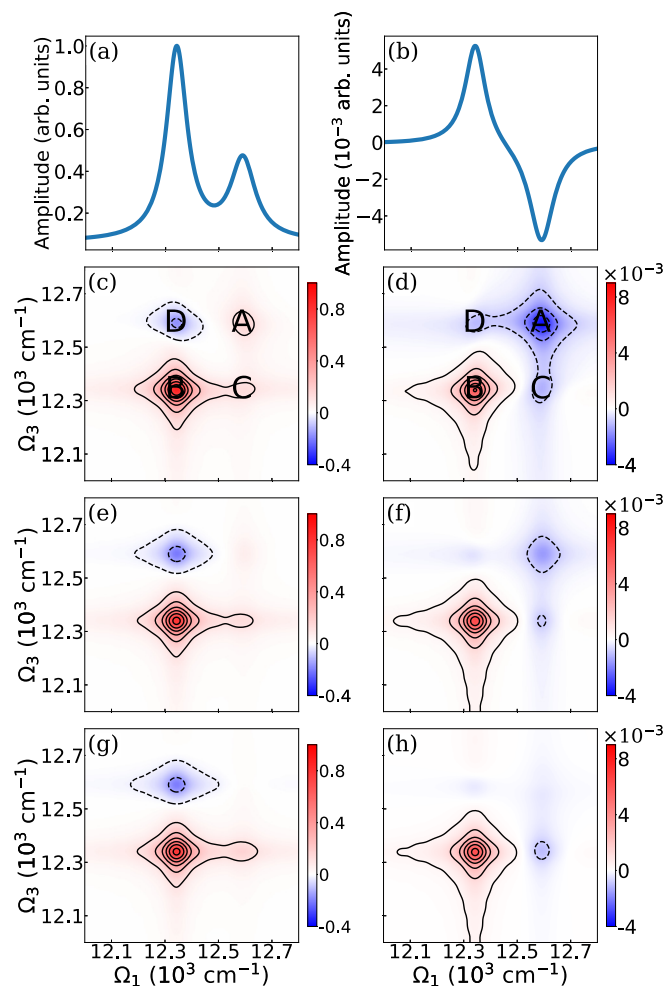 (a)
Amplitude (arb. units)
1.0
0.8
0.6
0.4
0.2
(b)
Amplitude (10⁻³ arb. units)
4
2
0
−2
−4
(c)
Ω₃ (10³ cm⁻¹)
12.7
12.5
12.3
12.1
D A
B C
0.8
0.4
0
-0.4
(d)
D A
B C
×10⁻³
8
4
0
−4
(e)
Ω₃ (10³ cm⁻¹)
12.7
12.5
12.3
12.1
0.8
0.4
0
-0.4
(f)
×10⁻³
8
4
0
−4
(g)
Ω₃ (10³ cm⁻¹)
12.7
12.5
12.3
12.1
0.8
0.4
0
-0.4
12.1 12.3 12.5 12.7
Ω₁ (10³ cm⁻¹)
(h)
×10⁻³
8
4
0
−4
12.1 12.3 12.5 12.7
Ω₁ (10³ cm⁻¹)